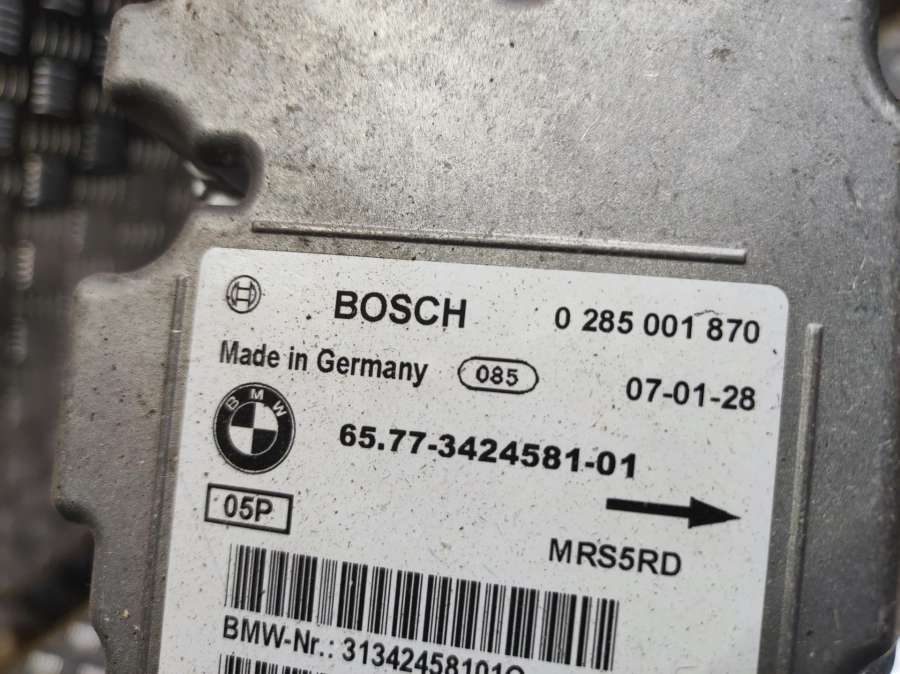 BOSCH 0 285 001 870
Made in Germany 085 07-01-28
BMW 65.77-3424581-01
05P
MRS5RD
BMW-Nr.: